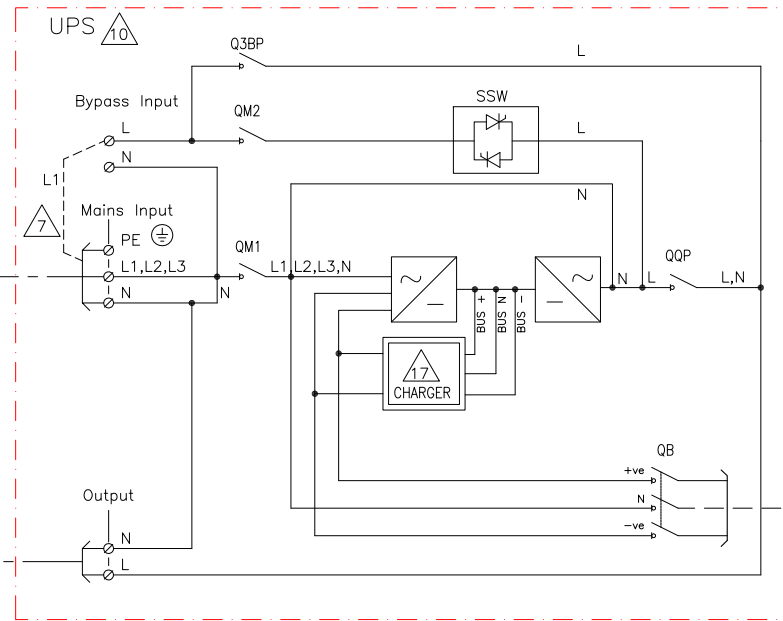 UPS 10
Q3BP
L
Bypass Input
QM2
SSW
L
L
N
L1
N
7
Mains Input
PE
QM1
L1,L2,L3
L1,L2,L3,N
QQP
N
N
N
L
L,N
BUS +
BUS N
BUS -
17
CHARGER
QB
+ve
N
-ve
Output
N
L